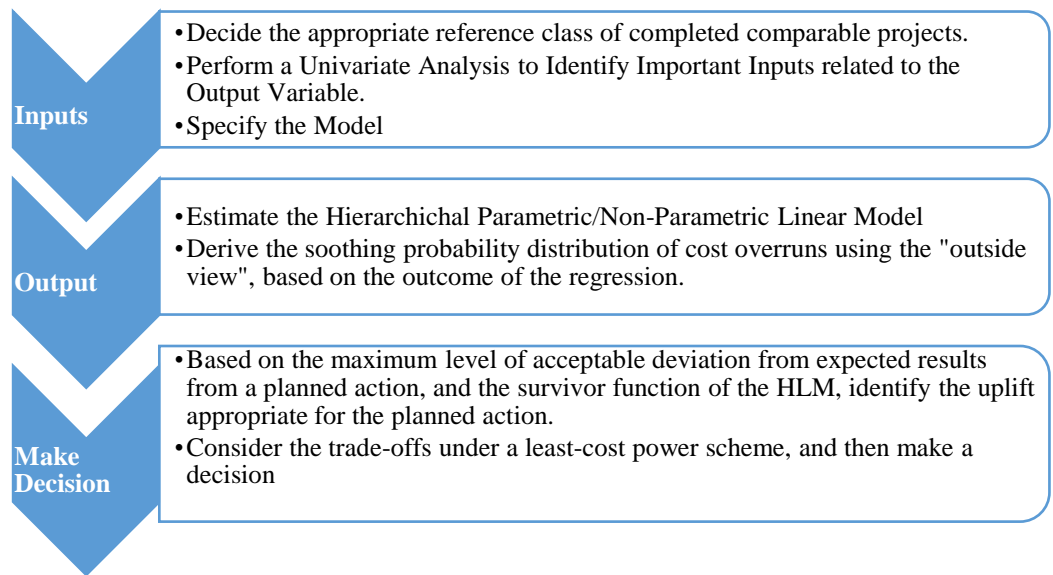 Inputs
•Decide the appropriate reference class of completed comparable projects.
•Perform a Univariate Analysis to Identify Important Inputs related to the
Output Variable.
•Specify the Model
Output
•Estimate the Hierarchichal Parametric/Non-Parametric Linear Model
•Derive the soothing probability distribution of cost overruns using the "outside
view", based on the outcome of the regression.
Make
Decision
•Based on the maximum level of acceptable deviation from expected results
from a planned action, and the survivor function of the HLM, identify the uplift
appropriate for the planned action.
•Consider the trade-offs under a least-cost power scheme, and then make a
decision